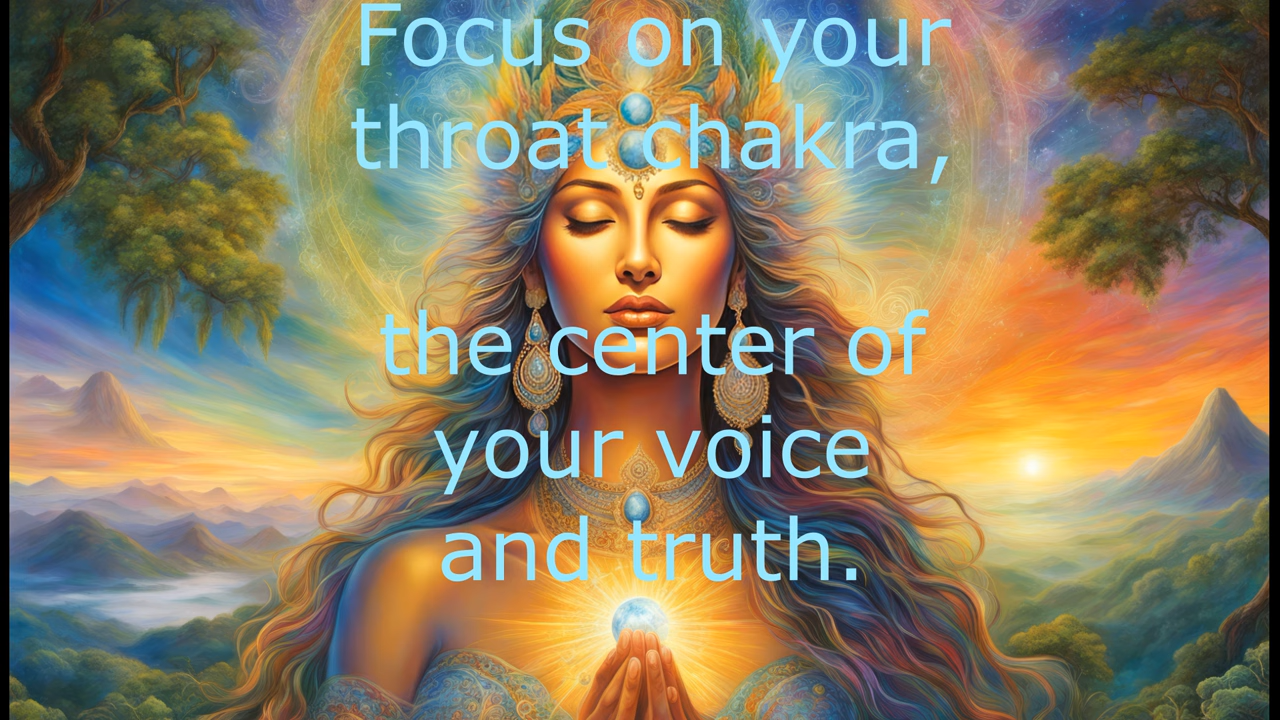 Focus on your
throat chakra,
the center of
your voice
and truth.